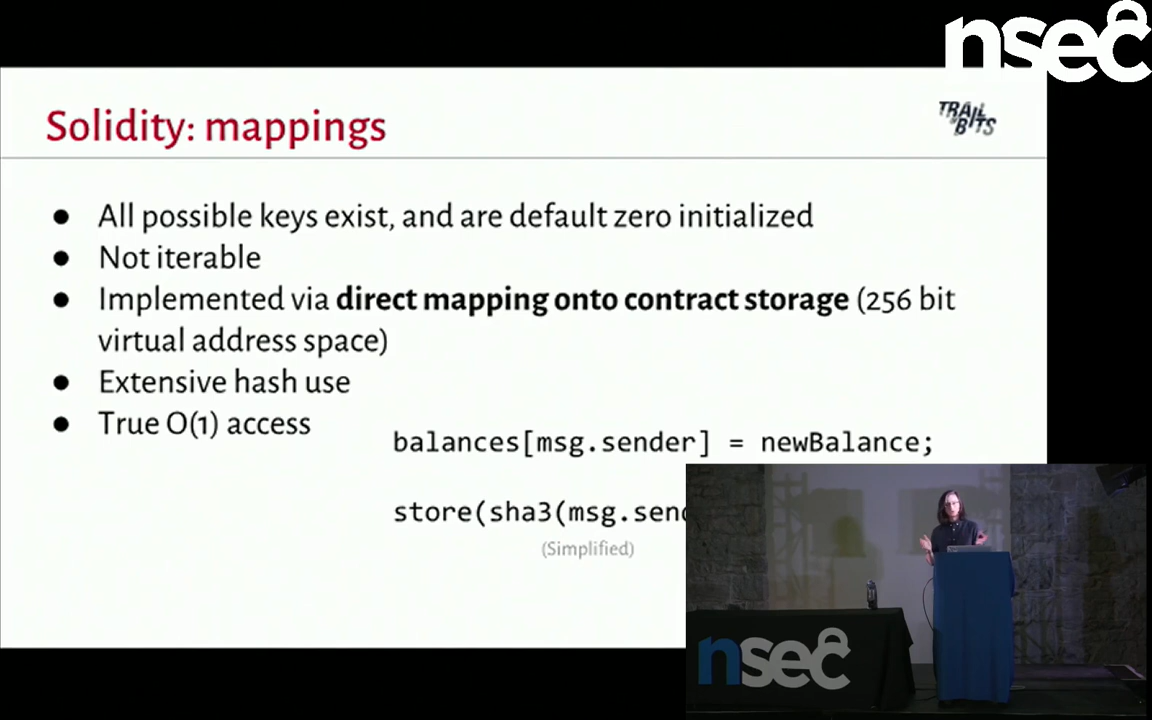 nsec
Solidity: mappings
TRAIL
OF BITS
● All possible keys exist, and are default zero initialized
● Not iterable
● Implemented via direct mapping onto contract storage (256 bit
virtual address space)
● Extensive hash use
● True O(1) access
balances[msg.sender] = newBalance;
store(sha3(msg.send
(Simplified)
nsec